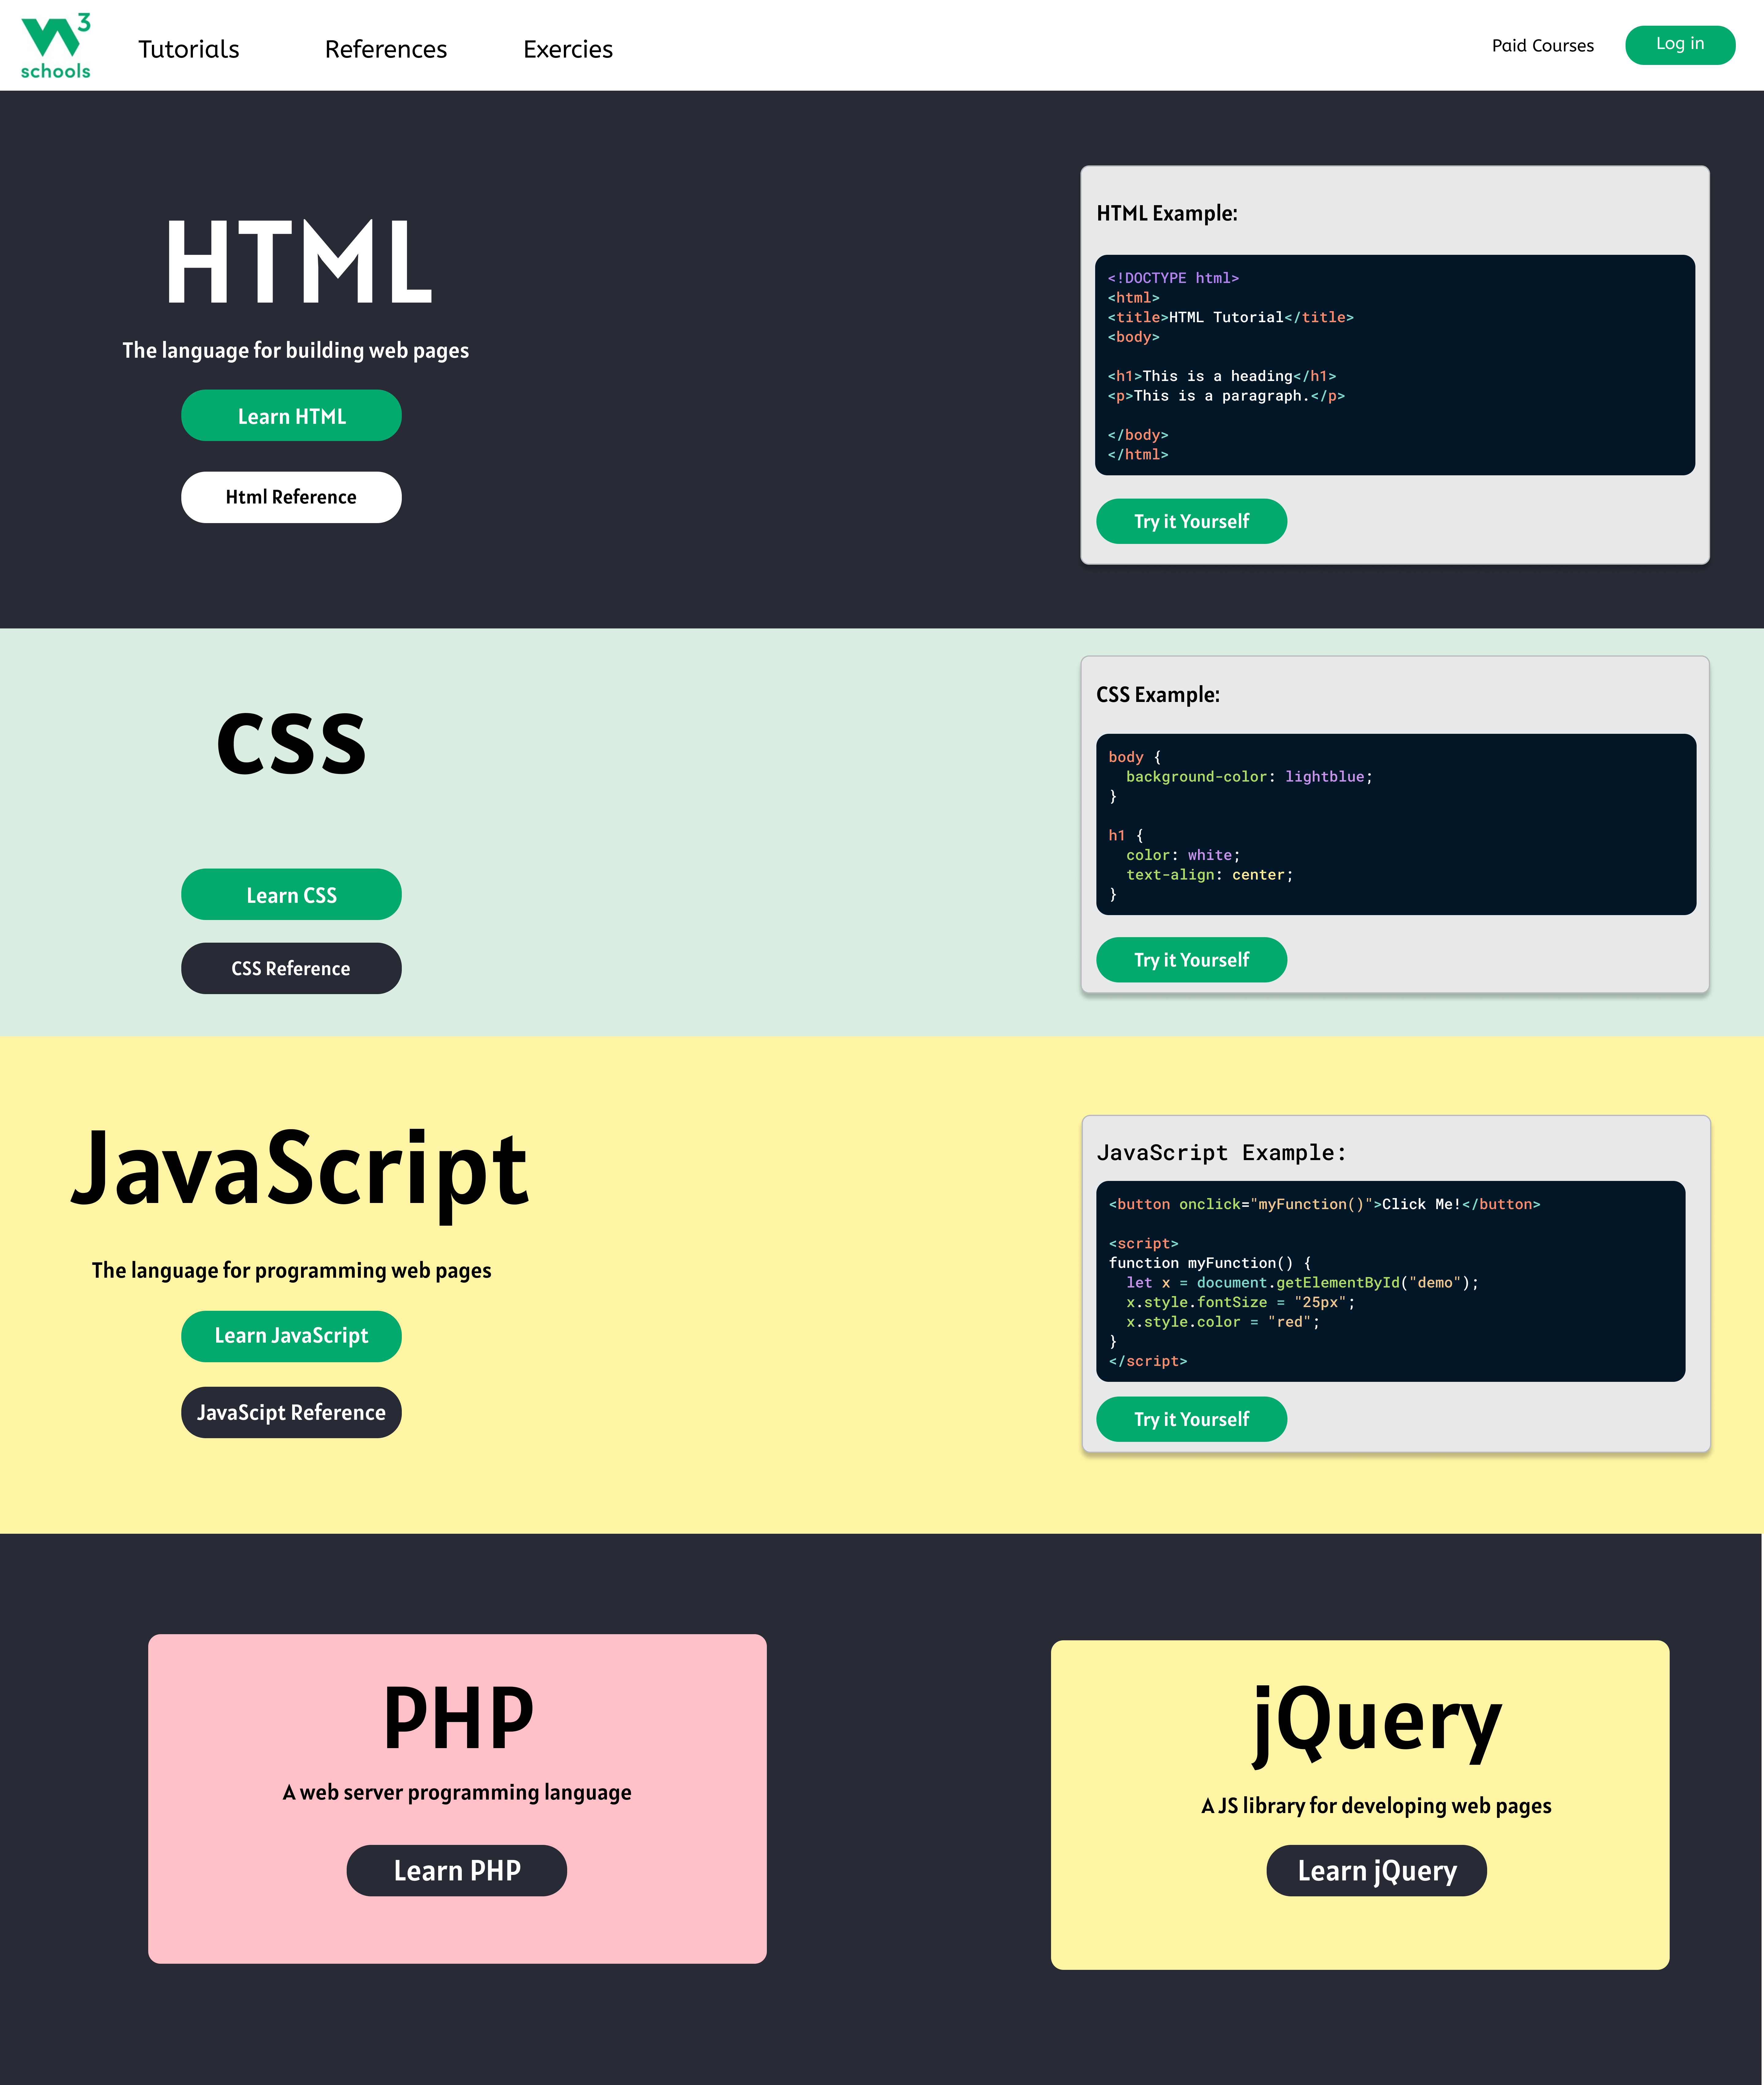 W3
schools
Tutorials
References
Exercies
Paid Courses
Log in
HTML
The language for building web pages
Learn HTML
Html Reference
HTML Example:
<!DOCTYPE html>
<html>
<title>HTML Tutorial</title>
<body>
<h1>This is a heading</h1>
<p>This is a paragraph.</p>
</body>
</html>
Try it Yourself
CSS
Learn CSS
CSS Reference
CSS Example:
body {
  background-color: lightblue;
}
h1 {
  color: white;
  text-align: center;
}
Try it Yourself
JavaScript
The language for programming web pages
Learn JavaScript
JavaScipt Reference
JavaScript Example:
<button onclick="myFunction()">Click Me!</button>
<script>
function myFunction() {
  let x = document.getElementById("demo");
  x.style.fontSize = "25px";
  x.style.color = "red";
}
</script>
Try it Yourself
PHP
A web server programming language
Learn PHP
jQuery
A JS library for developing web pages
Learn jQuery